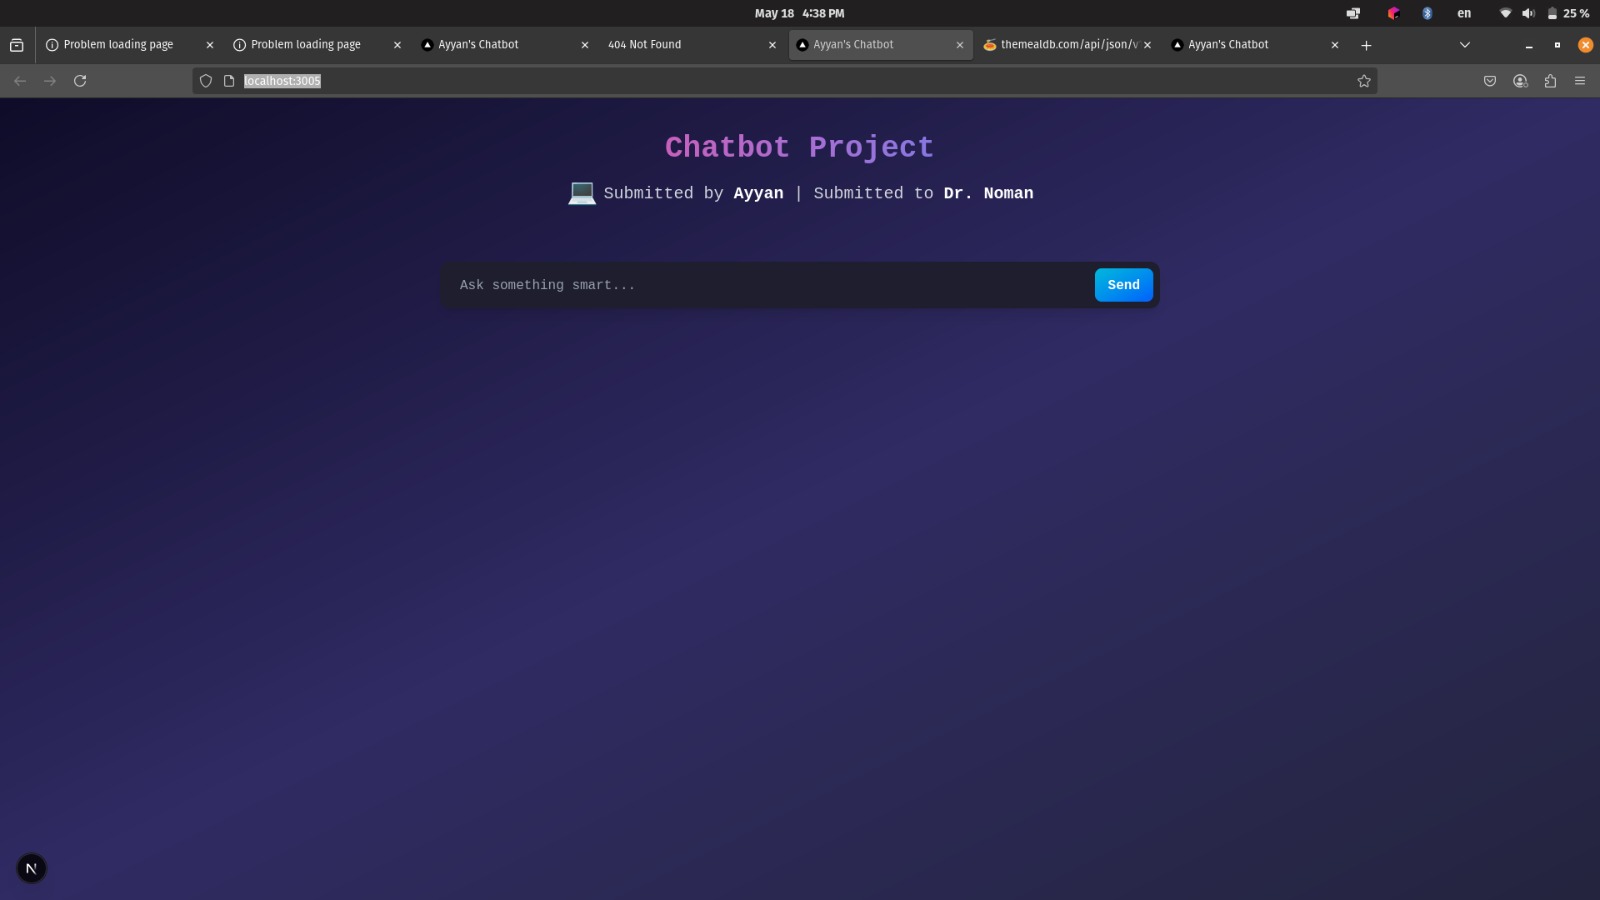 May 18 4:38 PM
en
25 %
Problem loading page
Problem loading page
Ayyan's Chatbot
404 Not Found
Ayyan's Chatbot
themealdb.com/api/json/v
Ayyan's Chatbot
localhost:3005
Chatbot Project
💻 Submitted by Ayyan | Submitted to Dr. Noman
Ask something smart...
Send
N